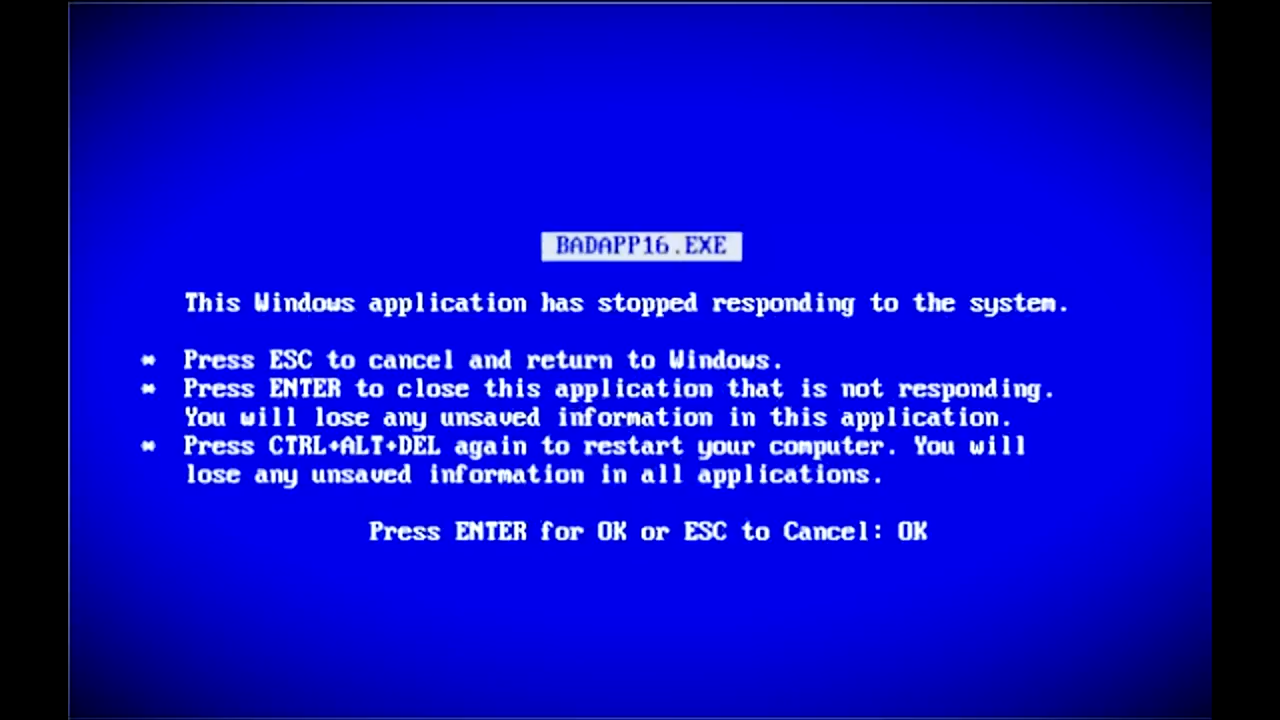 BADAPP16.EXE
This Windows application has stopped responding to the system.
* Press ESC to cancel and return to Windows.
* Press ENTER to close this application that is not responding.
You will lose any unsaved information in this application.
* Press CTRL+ALT+DEL again to restart your computer. You will
lose any unsaved information in all applications.
Press ENTER for OK or ESC to Cancel: OK